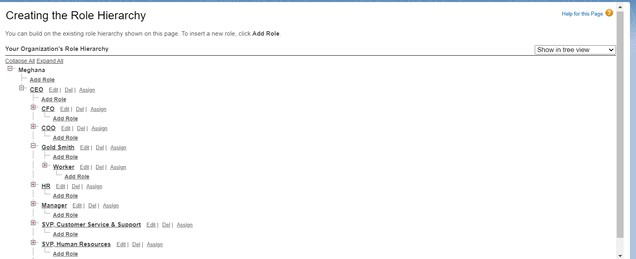 Creating the Role Hierarchy
Help for this Page ?
You can build on the existing role hierarchy shown on this page. To insert a new role, click Add Role.
Your Organization's Role Hierarchy
Show in tree view
Collapse All Expand All
Meghana
Add Role
CEO Edit | Del | Assign
Add Role
CFO Edit | Del | Assign
Add Role
COO Edit | Del | Assign
Add Role
Gold Smith Edit | Del | Assign
Add Role
Worker Edit | Del | Assign
Add Role
HR Edit | Del | Assign
Add Role
Manager Edit | Del | Assign
Add Role
SVP, Customer Service & Support Edit | Del | Assign
Add Role
SVP, Human Resources Edit | Del | Assign
Add Role